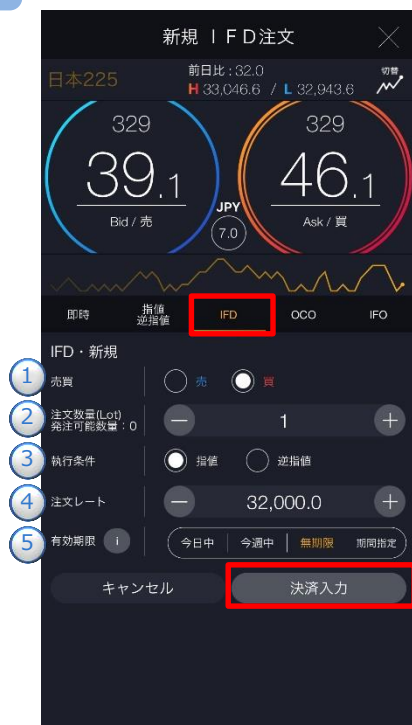 新規 IFD注文
日本225
前日比:32.0
H 33,046.6 / L 32,943.6
切替
329
39.1
Bid / 売
JPY
7.0
329
46.1
Ask / 買
即時
指値
逆指値
IFD
OCO
IFO
IFD・新規
1 売買 売 買
2 注文数量(Lot)
発注可能数量:0
1
3 執行条件 指値 逆指値
4 注文レート 32,000.0
5 有効期限 i 今日中 今週中 無期限 期間指定
キャンセル 決済入力